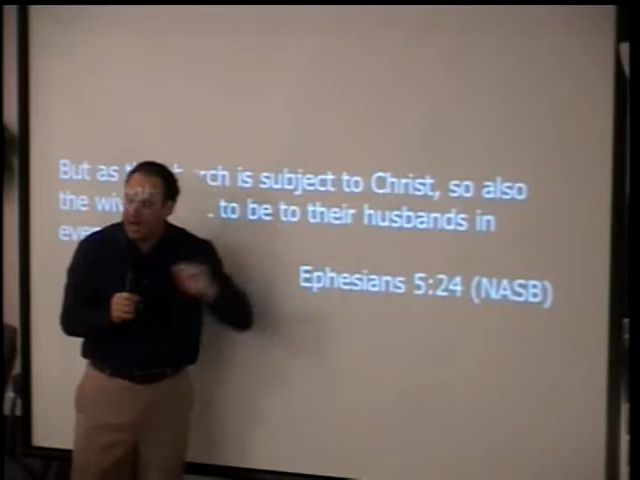 But as rch is subject to Christ, so also
the wiv to be to their husbands in
eve
Ephesians 5:24 (NASB)